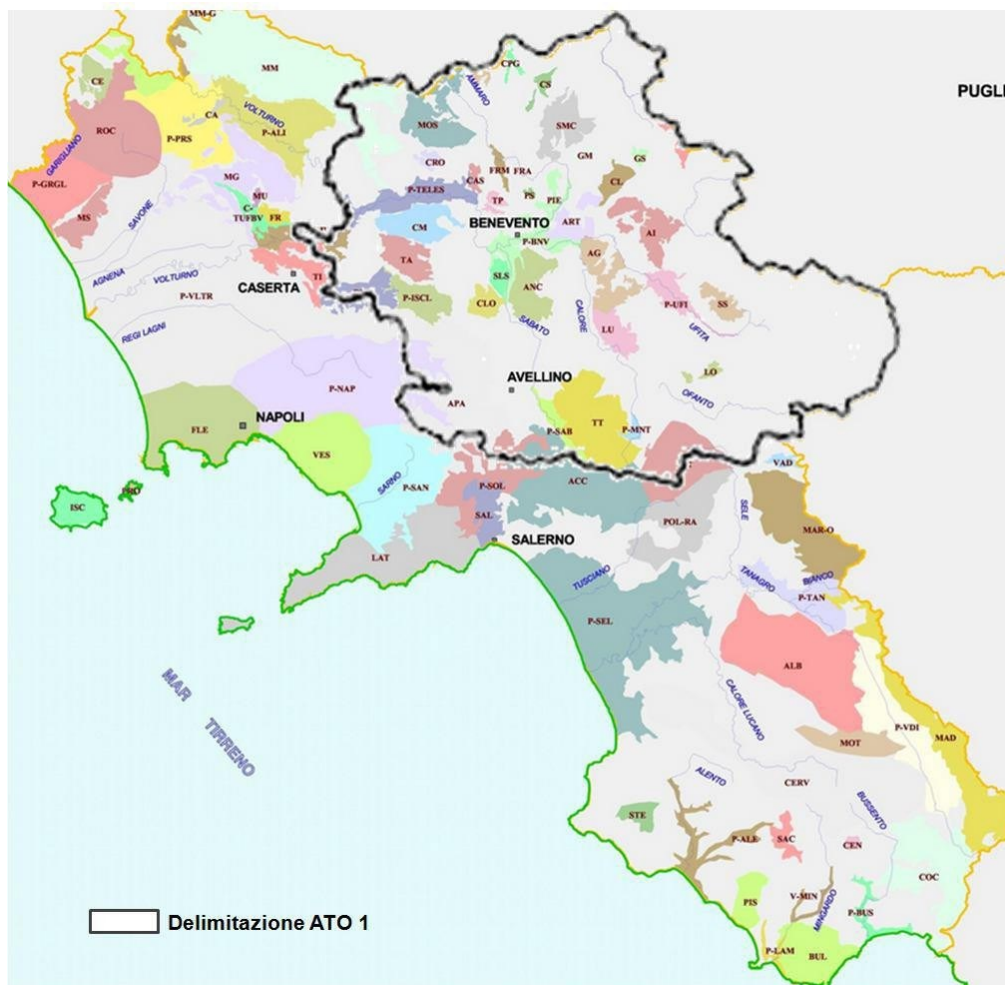 MM-G
CPG
CE
MM
AMMARO
CS
PUGLI
CA
VOLTURNO
MOS
SMC
ROC
P-PRS
P-ALI
GARIGLIANO
CRO
FRM
FRA
GM
GS
P-GRGL
MG
CAS
CL
MU
P-TELES
TP
PS
PIE
MS
SAVONE
C-
TUFBV
FR
CM
BENEVENTO
ART
AI
P-BNV
AG
AGNENA
VOLTURNO
TI
TA
SLS
CASERTA
P-VLTR
P-ISCL
CLO
ANC
P-UFI
SS
CALORE
SABATO
LU
UFITA
REGI LAGNI
LO
P-NAP
AVELLINO
OFANTO
APA
FLE
NAPOLI
P-SAB
TT
P-MNT
VES
VAD
SARNO
P-SAN
P-SOL
ACC
PRO
ISC
SAL
SELE
POL-RA
MAR-O
SALERNO
LAT
TUSCIANO
TANAGRO
BIANCO
P-TAN
P-SEL
ALB
MAR TIRRENO
CALORE LUCANO
P-VDI
MAD
MOT
ALENTO
CERV
BUSSENTO
STE
P-ALE
SAC
CEN
COC
PIS
V-MIN
MINGARDO
P-BUS
Delimitazione ATO 1
P-LAM
BUL